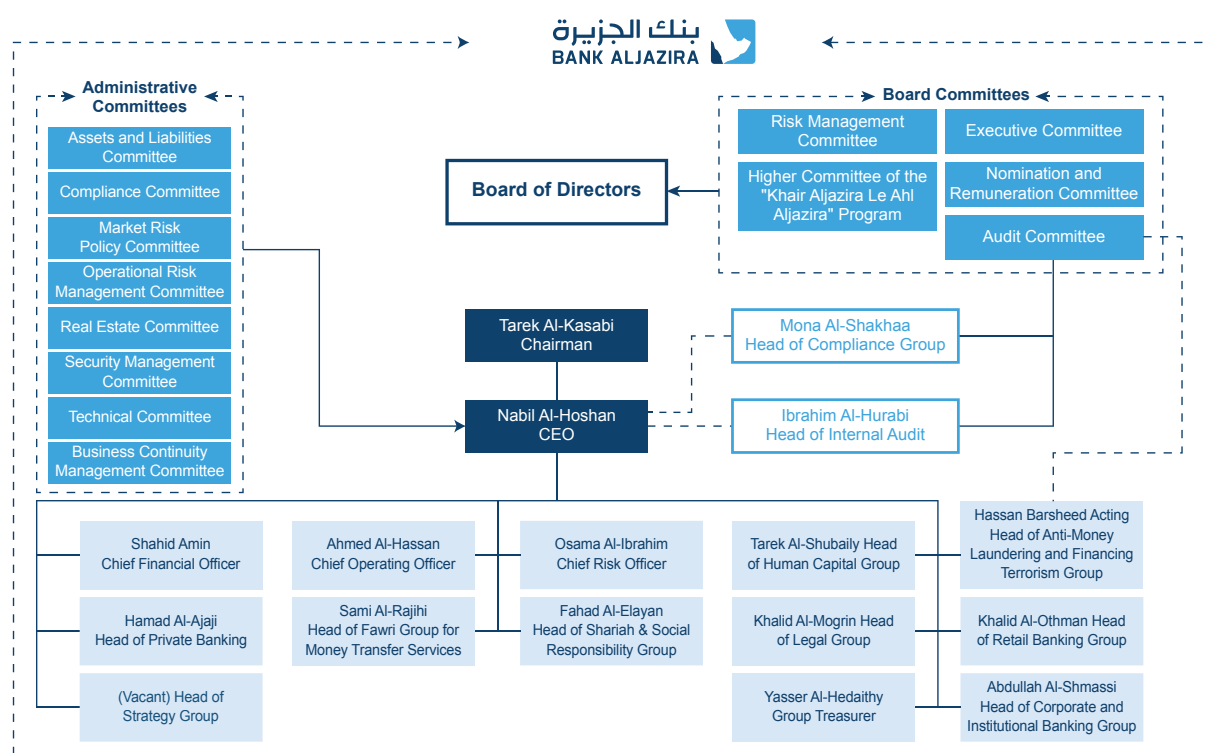 بنك الجزيرة
BANK ALJAZIRA
Administrative
Committees
Assets and Liabilities
Committee
Compliance Committee
Market Risk
Policy Committee
Operational Risk
Management Committee
Real Estate Committee
Security Management
Committee
Technical Committee
Business Continuity
Management Committee
Board Committees
Risk Management
Committee
Executive Committee
Higher Committee of the
"Khair Aljazira Le Ahl
Aljazira" Program
Nomination and
Remuneration Committee
Audit Committee
Board of Directors
Tarek Al-Kasabi
Chairman
Mona Al-Shakhaa
Head of Compliance Group
Nabil Al-Hoshan
CEO
Ibrahim Al-Hurabi
Head of Internal Audit
Shahid Amin
Chief Financial Officer
Ahmed Al-Hassan
Chief Operating Officer
Osama Al-Ibrahim
Chief Risk Officer
Tarek Al-Shubaily Head
of Human Capital Group
Hassan Barsheed Acting
Head of Anti-Money
Laundering and Financing
Terrorism Group
Hamad Al-Ajaji
Head of Private Banking
Sami Al-Rajihi
Head of Fawri Group for
Money Transfer Services
Fahad Al-Elayan
Head of Shariah & Social
Responsibility Group
Khalid Al-Mogrin Head
of Legal Group
Khalid Al-Othman Head
of Retail Banking Group
(Vacant) Head of
Strategy Group
Yasser Al-Hedaithy
Group Treasurer
Abdullah Al-Shmassi
Head of Corporate and
Institutional Banking Group